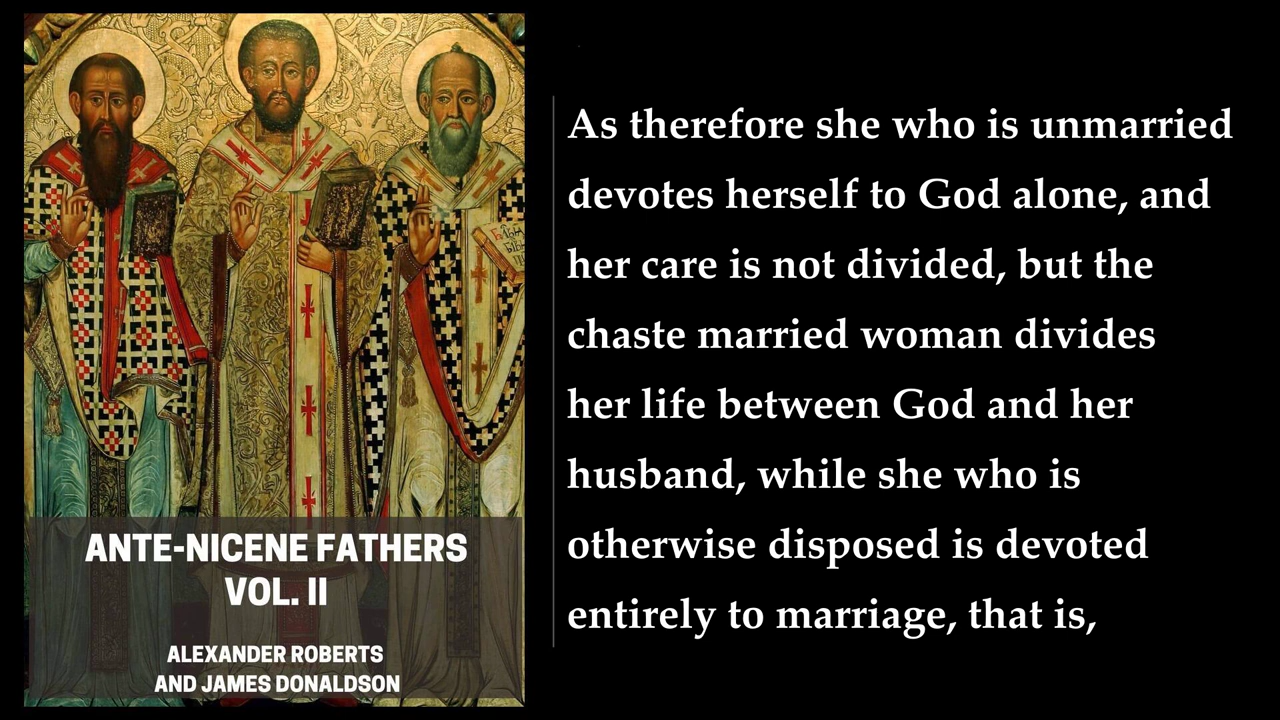 ANTE-NICENE FATHERS
VOL. II
ALEXANDER ROBERTS
AND JAMES DONALDSON
As therefore she who is unmarried
devotes herself to God alone, and
her care is not divided, but the
chaste married woman divides
her life between God and her
husband, while she who is
otherwise disposed is devoted
entirely to marriage, that is,